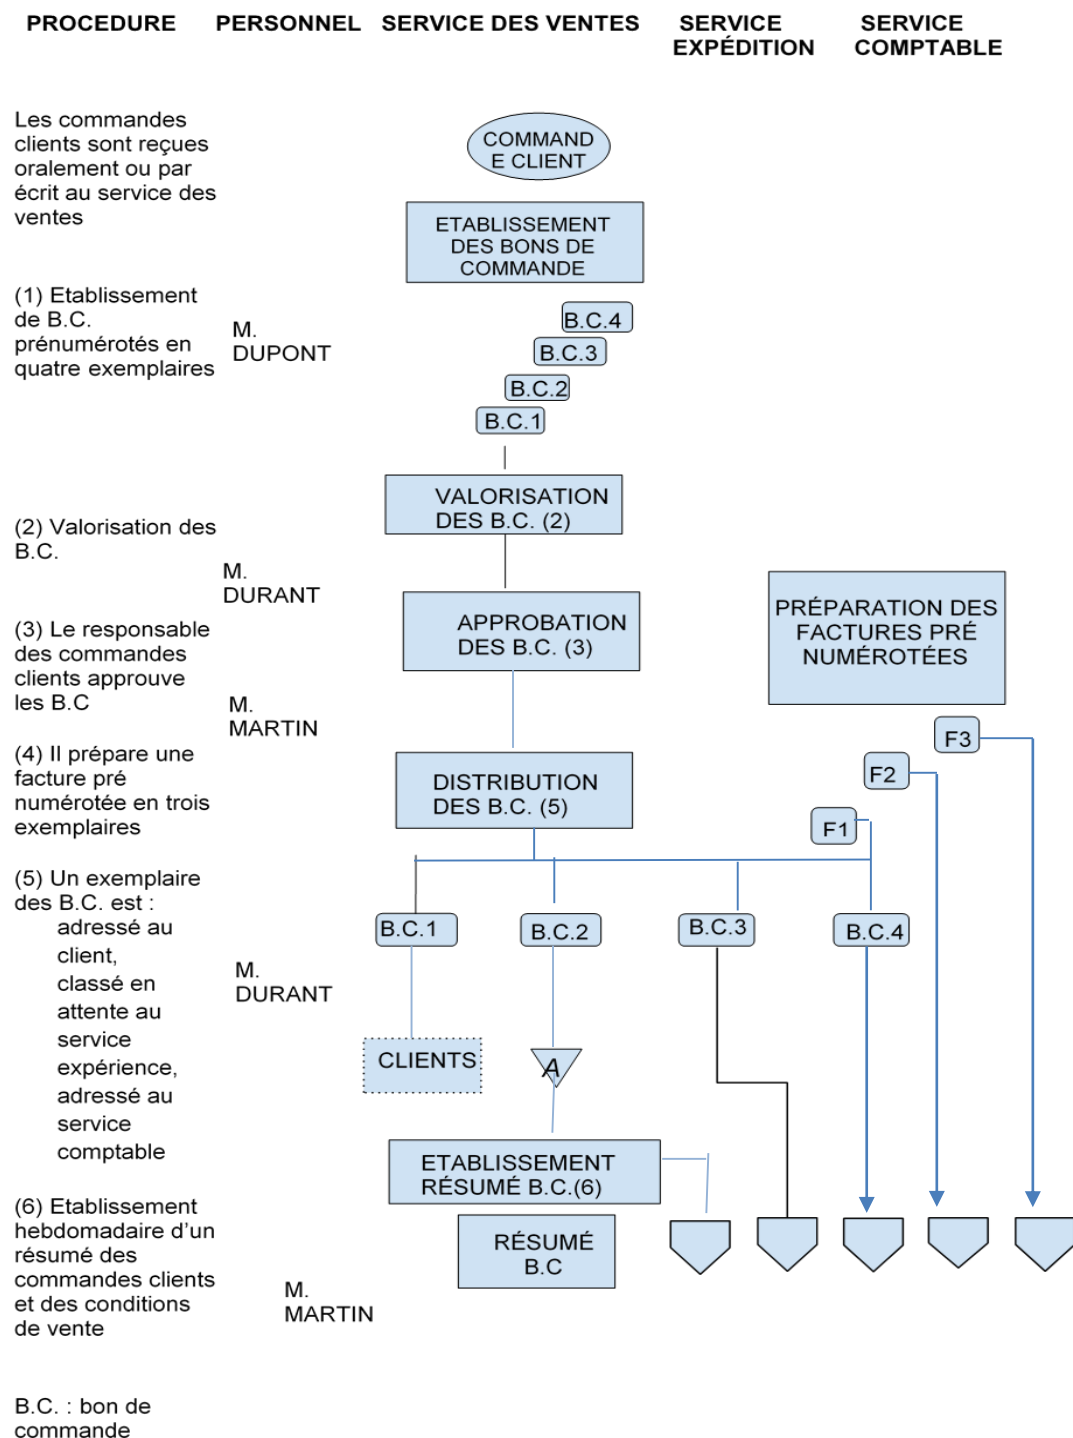 PROCEDURE
PERSONNEL
SERVICE DES VENTES
SERVICE
EXPÉDITION
SERVICE
COMPTABLE
Les commandes
clients sont reçues
oralement ou par
écrit au service des
ventes
COMMAND
E CLIENT
ETABLISSEMENT
DES BONS DE
COMMANDE
(1) Etablissement
de B.C.
prénumérotés en
quatre exemplaires
M.
DUPONT
B.C.4
B.C.3
B.C.2
B.C.1
VALORISATION
DES B.C. (2)
(2) Valorisation des
B.C.
M.
DURANT
APPROBATION
DES B.C. (3)
PRÉPARATION DES
FACTURES PRÉ
NUMÉROTÉES
(3) Le responsable
des commandes
clients approuve
les B.C
M.
MARTIN
F3
F2
F1
(4) Il prépare une
facture pré
numérotée en trois
exemplaires
DISTRIBUTION
DES B.C. (5)
(5) Un exemplaire
des B.C. est :
adressé au
client,
classé en
attente au
service
expérience,
adressé au
service
comptable
M.
DURANT
B.C.1
B.C.2
B.C.3
B.C.4
CLIENTS
A
ETABLISSEMENT
RÉSUMÉ B.C.(6)
RÉSUMÉ
B.C
(6) Etablissement
hebdomadaire d’un
résumé des
commandes clients
et des conditions
de vente
M.
MARTIN
B.C. : bon de
commande